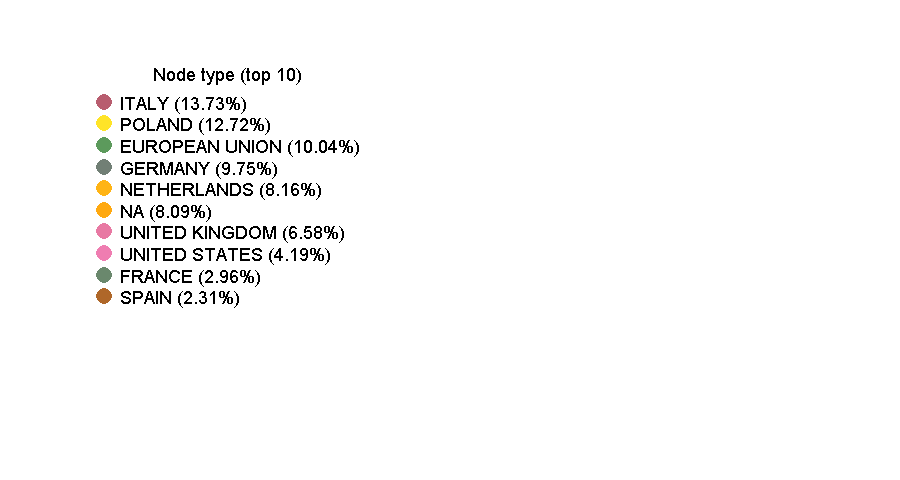 Node type (top 10)
ITALY (13.73%)
POLAND (12.72%)
EUROPEAN UNION (10.04%)
GERMANY (9.75%)
NETHERLANDS (8.16%)
NA (8.09%)
UNITED KINGDOM (6.58%)
UNITED STATES (4.19%)
FRANCE (2.96%)
SPAIN (2.31%)